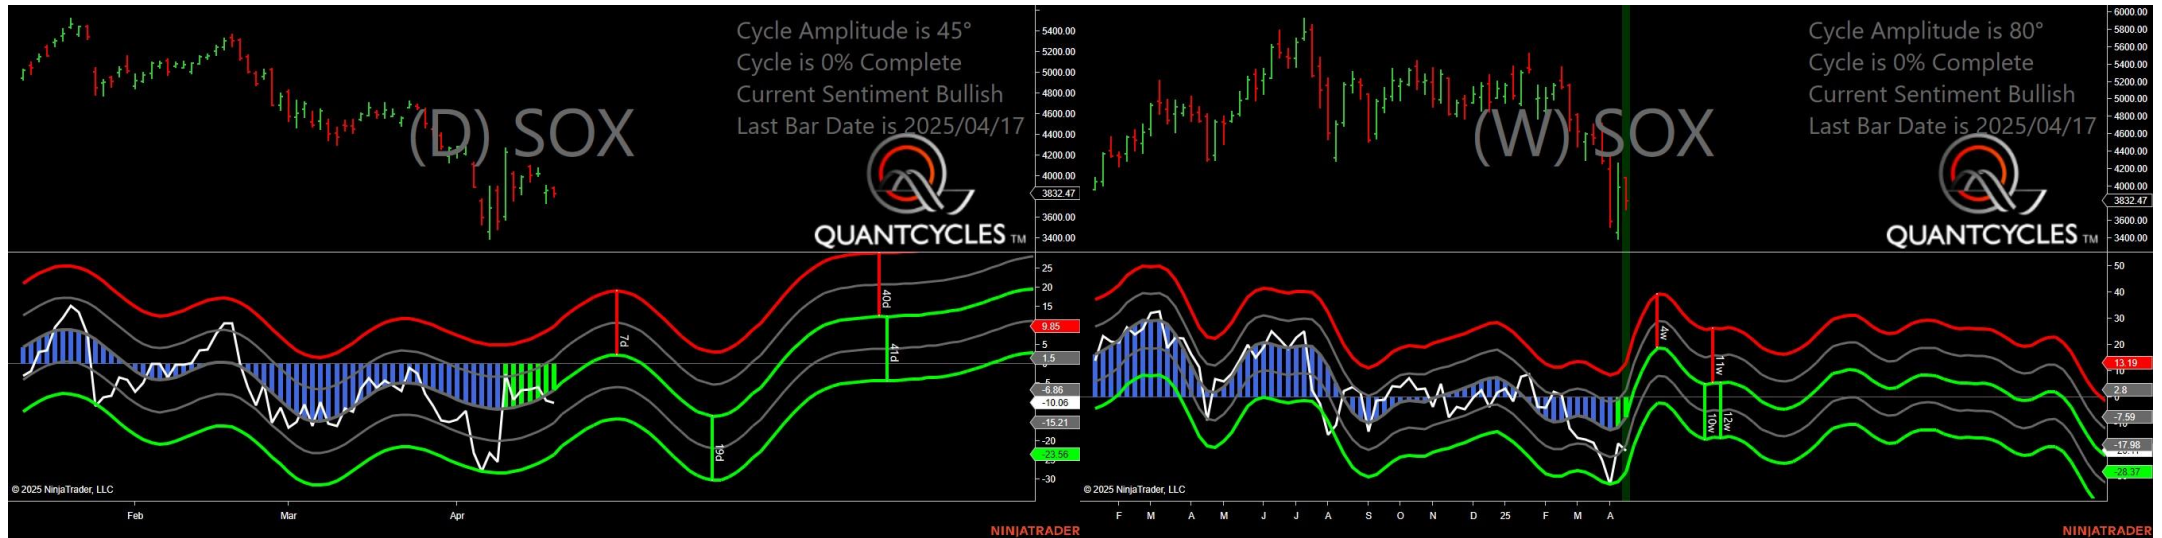 Cycle Amplitude is 45°
Cycle is 0% Complete
Current Sentiment Bullish
Last Bar Date is 2025/04/17
(D) SOX
QUANTCYCLES TM
5400.00
5000.00
4600.00
4200.00
4000.00
3832.47
3600.00
3400.00
25
20
15
9.85
5
1.5
-6.86
-10.06
-15.21
-20
-23.56
-30
7d
19d
40d
41d
© 2025 NinjaTrader, LLC
Feb
Mar
Apr
NINJATRADER
Cycle Amplitude is 80°
Cycle is 0% Complete
Current Sentiment Bullish
Last Bar Date is 2025/04/17
(W) SOX
QUANTCYCLES TM
6000.00
5800.00
5600.00
5400.00
5200.00
5000.00
4800.00
4600.00
4400.00
4200.00
4000.00
3832.47
3600.00
3400.00
50
40
30
20
13.19
10
2.8
0
-7.59
-17.98
-28.37
4w
11w
10w
12w
© 2025 NinjaTrader, LLC
F
M
A
M
J
J
A
S
O
N
D
25
F
M
A
NINJATRADER